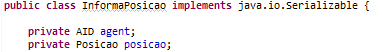 public class InformaPosicao implements java.io.Serializable {
private AID agent;
private Posicao posicao;